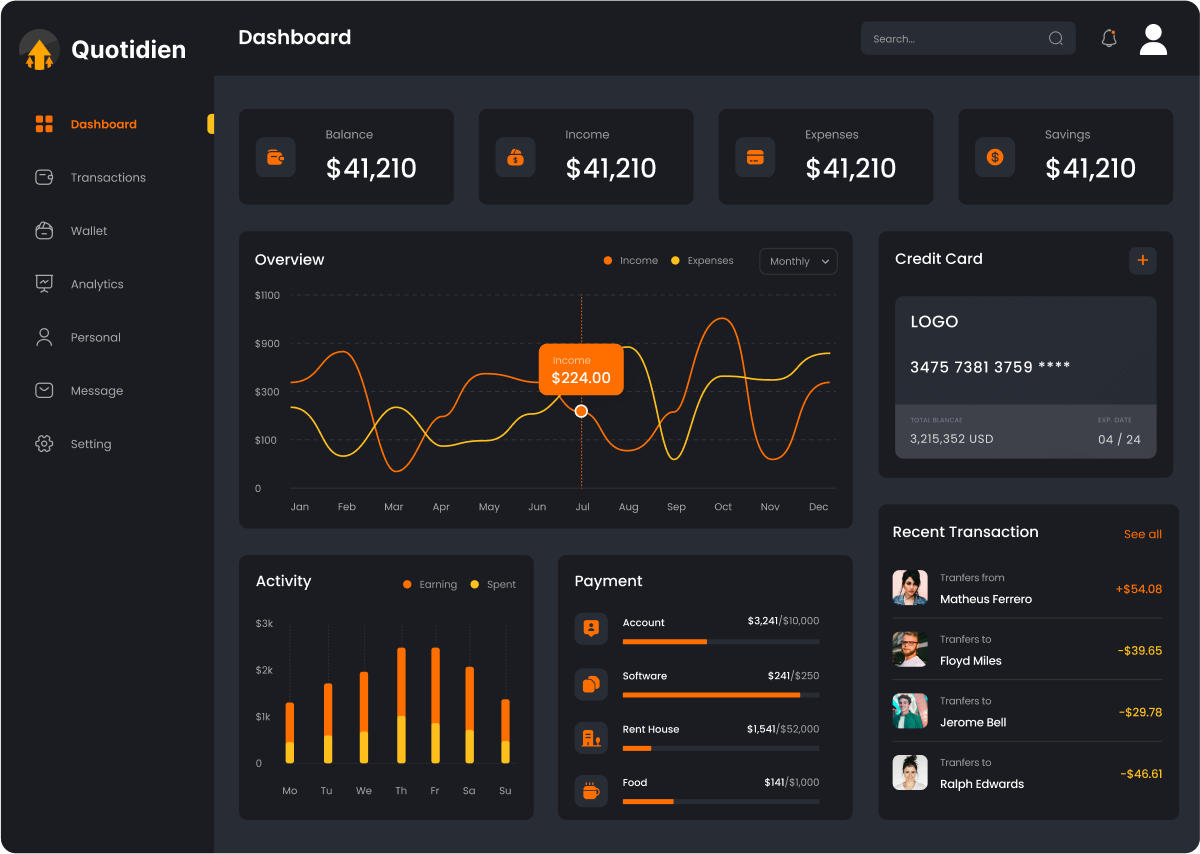 Quotidien
Dashboard
Search...
Dashboard
Transactions
Wallet
Analytics
Personal
Message
Setting
Balance
$41,210
Income
$41,210
Expenses
$41,210
Savings
$41,210
Overview
Income
Expenses
Monthly
$1100
$900
$300
$100
0
Income
$224.00
Jan Feb Mar Apr May Jun Jul Aug Sep Oct Nov Dec
Credit Card
+
LOGO
3475 7381 3759 ****
TOTAL BLANCAE
EXP. DATE
3,215,352 USD
04 / 24
Activity
Earning
Spent
$3k
$2k
$1k
0
Mo Tu We Th Fr Sa Su
Payment
Account
$3,241/$10,000
Software
$241/$250
Rent House
$1,541/$52,000
Food
$141/$1,000
Recent Transaction
See all
Tranfers from
Matheus Ferrero
+$54.08
Tranfers to
Floyd Miles
-$39.65
Tranfers to
Jerome Bell
-$29.78
Tranfers to
Ralph Edwards
-$46.61